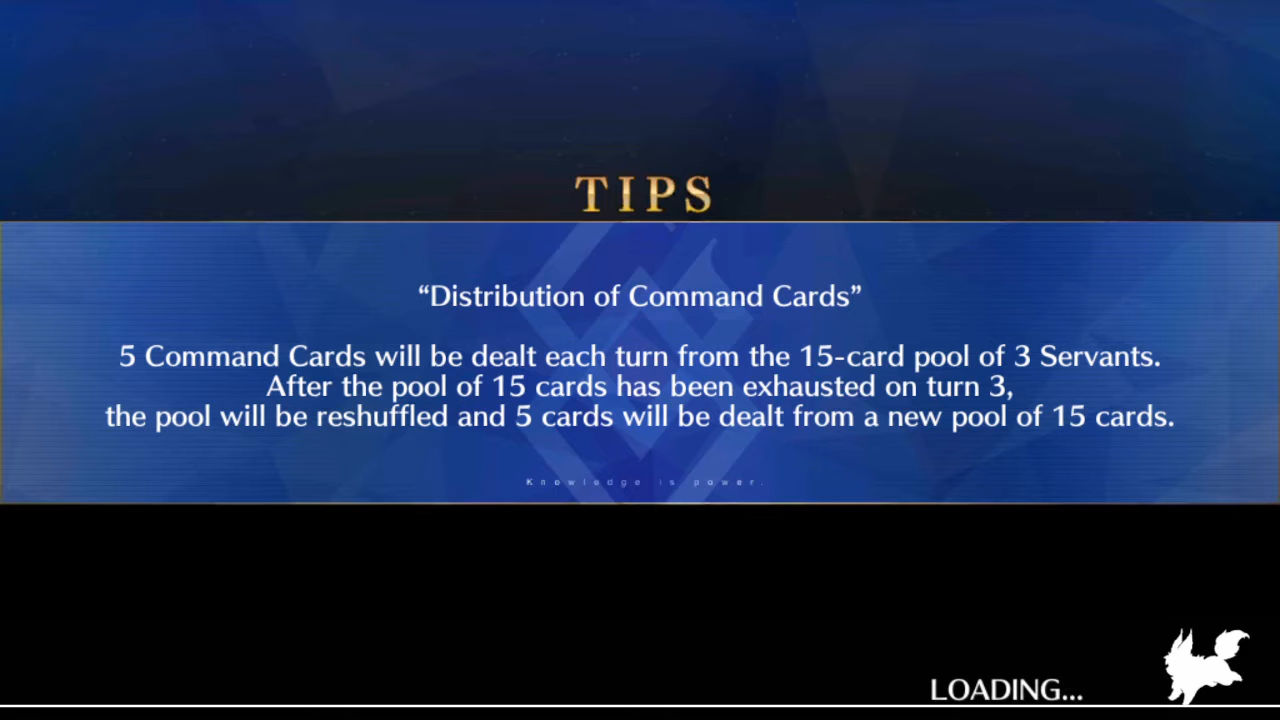 TIPS
“Distribution of Command Cards”
5 Command Cards will be dealt each turn from the 15-card pool of 3 Servants.
After the pool of 15 cards has been exhausted on turn 3,
the pool will be reshuffled and 5 cards will be dealt from a new pool of 15 cards.
Knowledge is power.
LOADING...